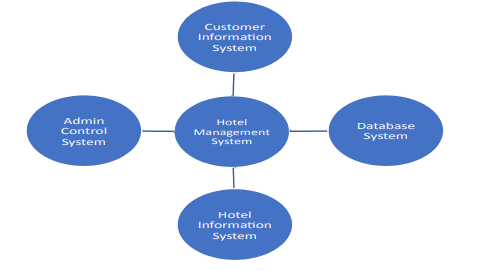 Customer
Information
System
Admin
Control
System
Hotel
Management
System
Database
System
Hotel
Information
System